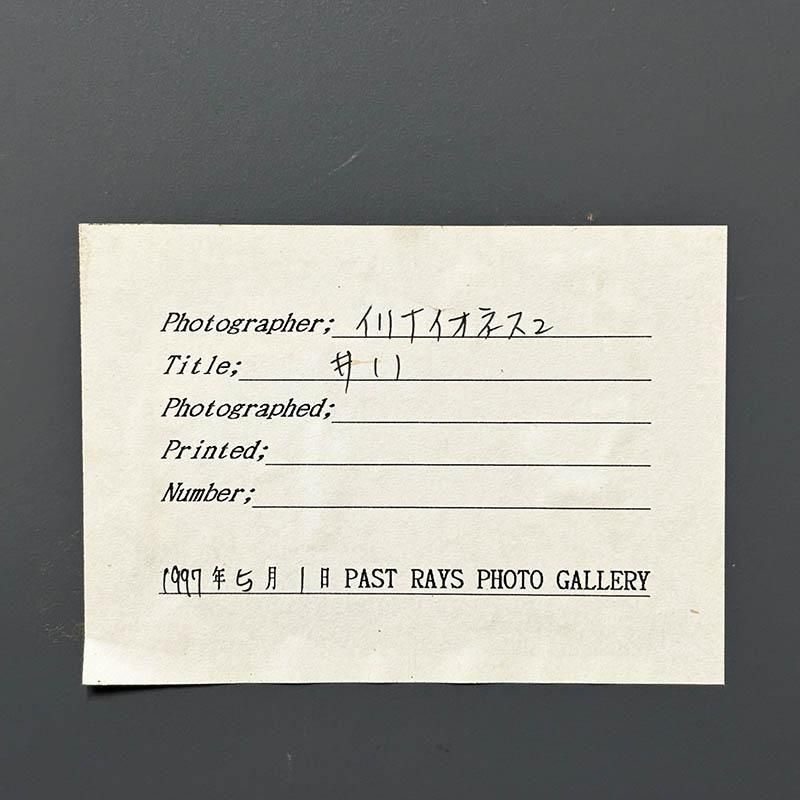 Photographer; イリナイオネスコ
Title; #11
Photographed;
Printed;
Number;
1997年5月1日 PAST RAYS PHOTO GALLERY